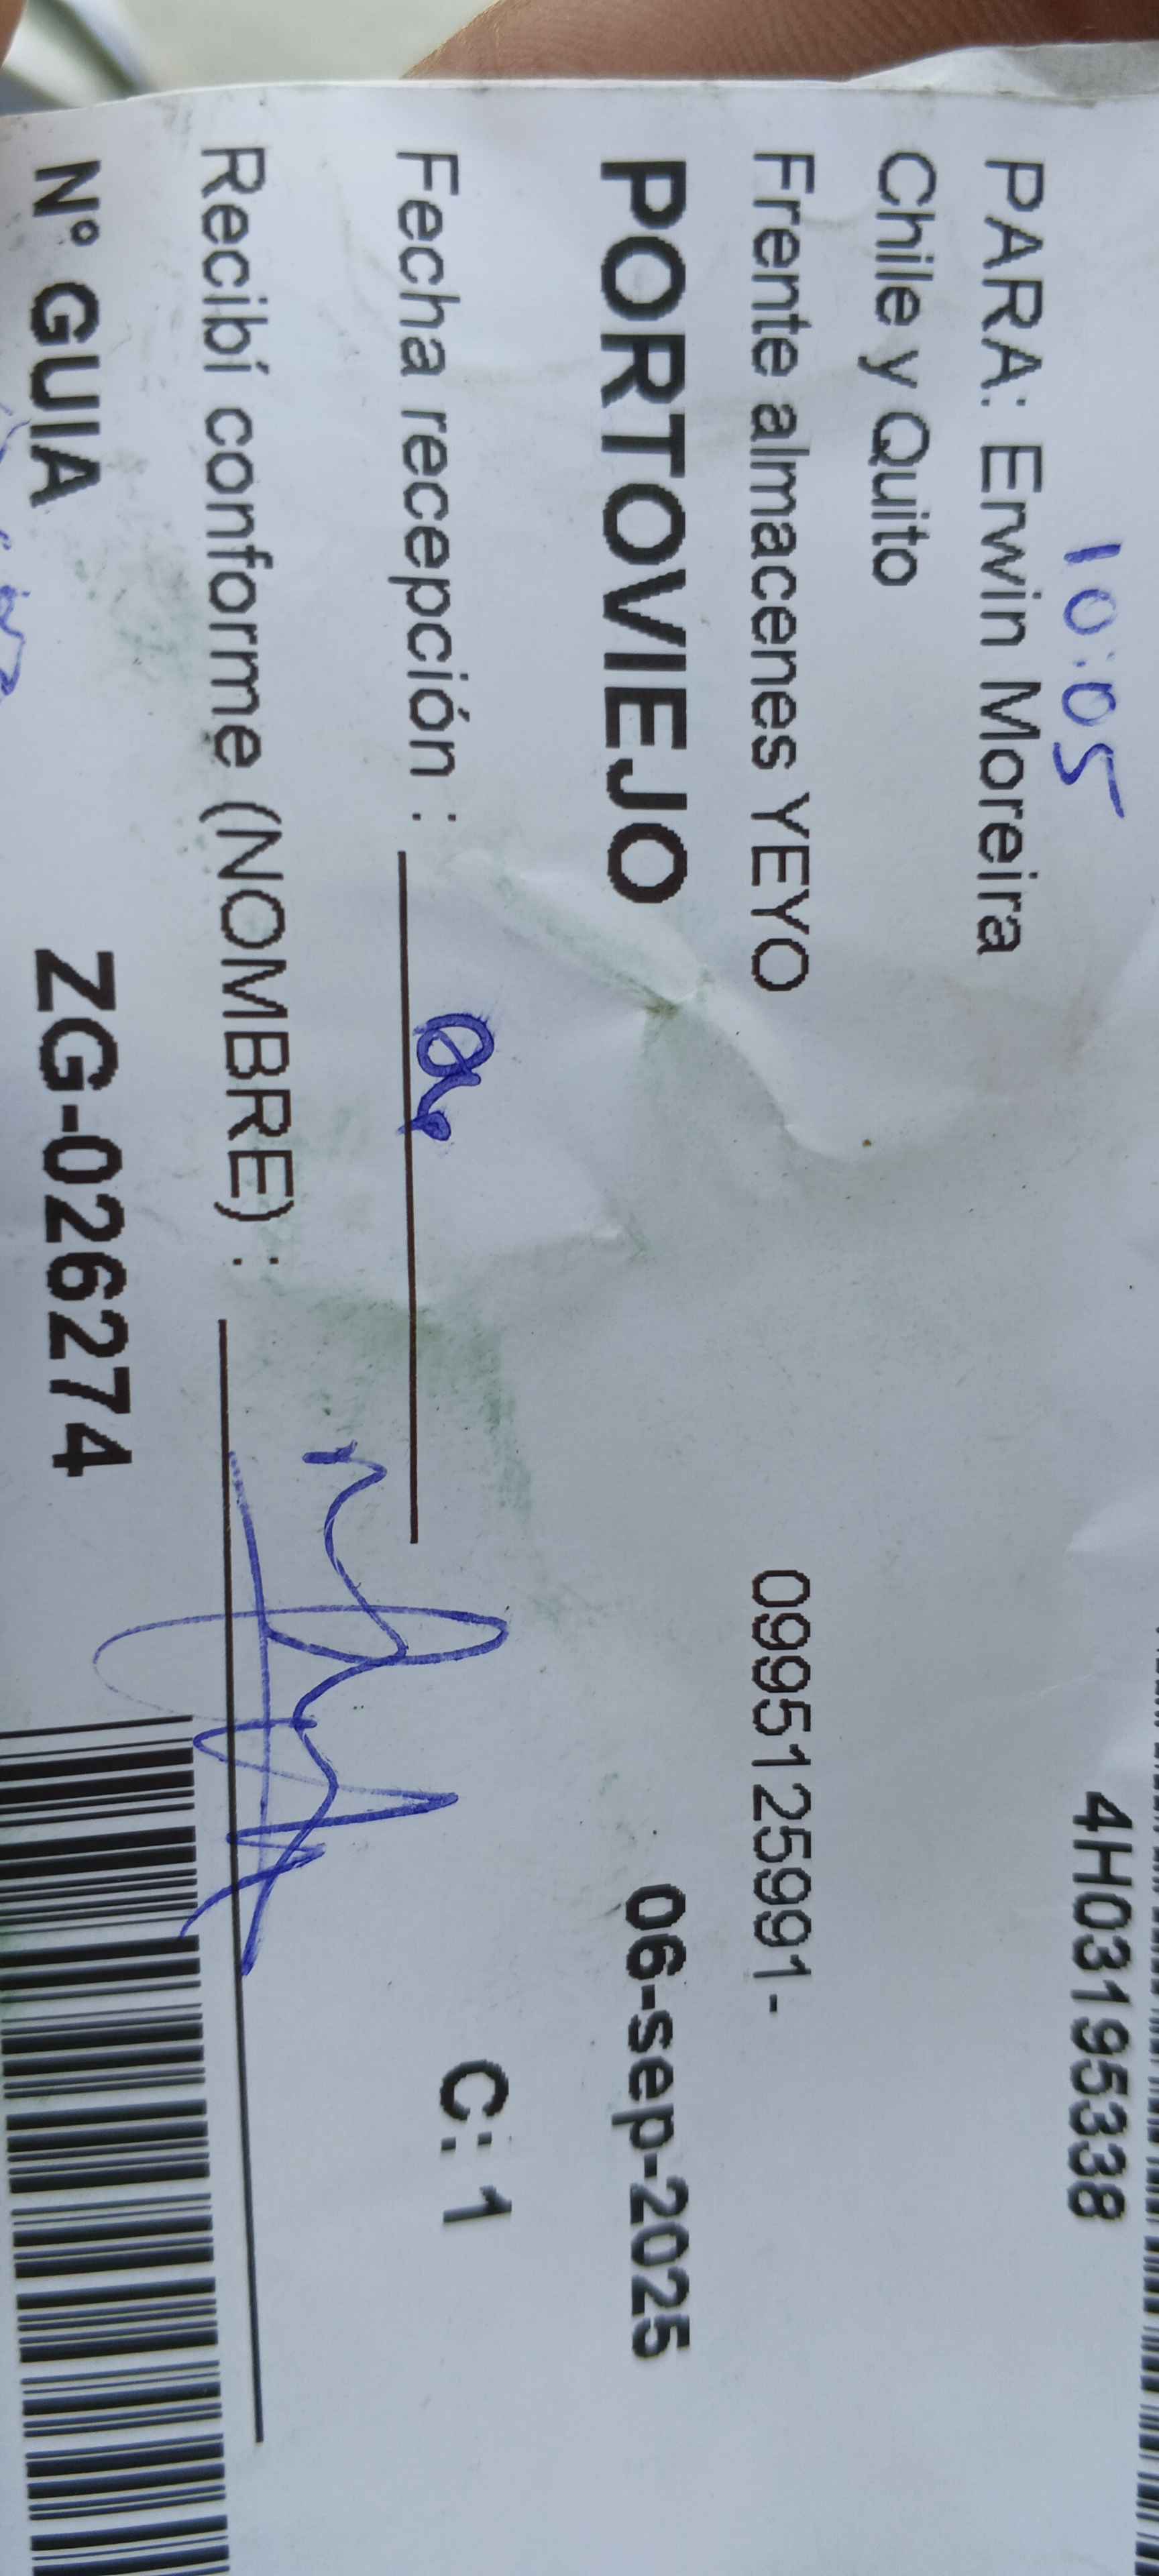 4H03195338
10:05
PARA: Erwin Moreira
Chile y Quito
Frente almacenes YEYO 0995125991-
PORTOVIEJO 06-sep-2025
Fecha recepción : C: 1
Recibí conforme (NOMBRE) :
N° GUIA ZG-026274